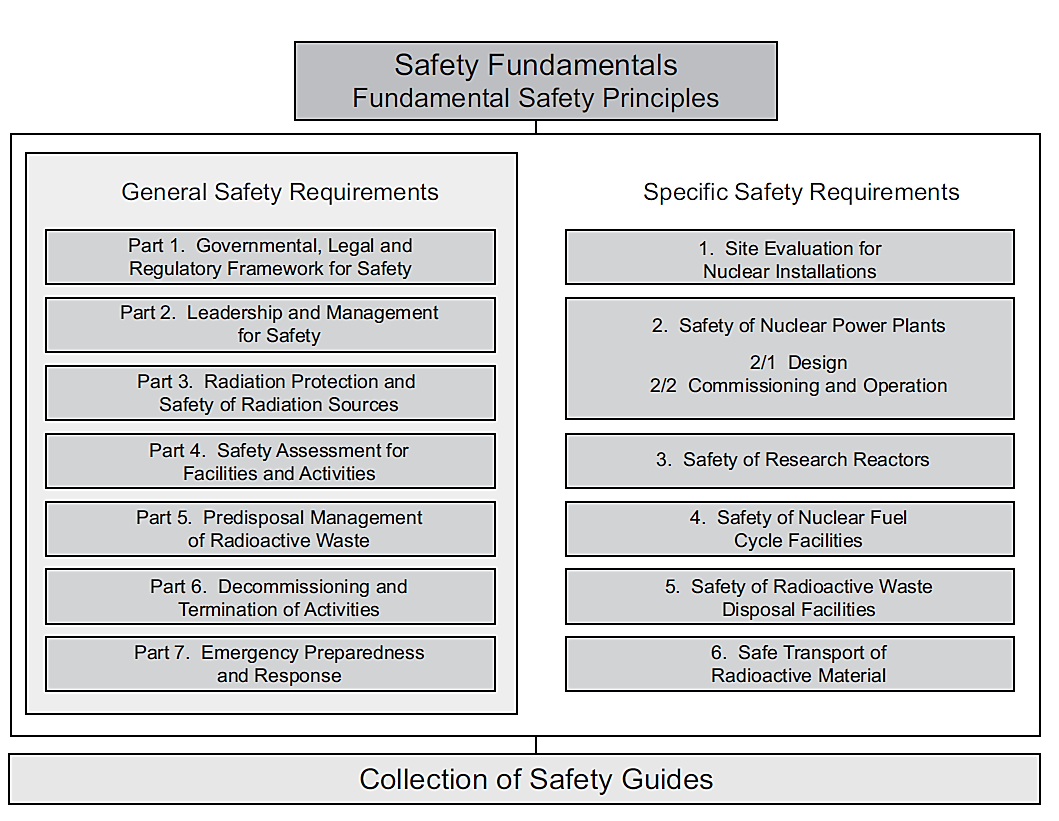 Safety Fundamentals
Fundamental Safety Principles
General Safety Requirements
Part 1. Governmental, Legal and
Regulatory Framework for Safety
Part 2. Leadership and Management
for Safety
Part 3. Radiation Protection and
Safety of Radiation Sources
Part 4. Safety Assessment for
Facilities and Activities
Part 5. Predisposal Management
of Radioactive Waste
Part 6. Decommissioning and
Termination of Activities
Part 7. Emergency Preparedness
and Response
Specific Safety Requirements
1. Site Evaluation for
Nuclear Installations
2. Safety of Nuclear Power Plants
2/1 Design
2/2 Commissioning and Operation
3. Safety of Research Reactors
4. Safety of Nuclear Fuel
Cycle Facilities
5. Safety of Radioactive Waste
Disposal Facilities
6. Safe Transport of
Radioactive Material
Collection of Safety Guides